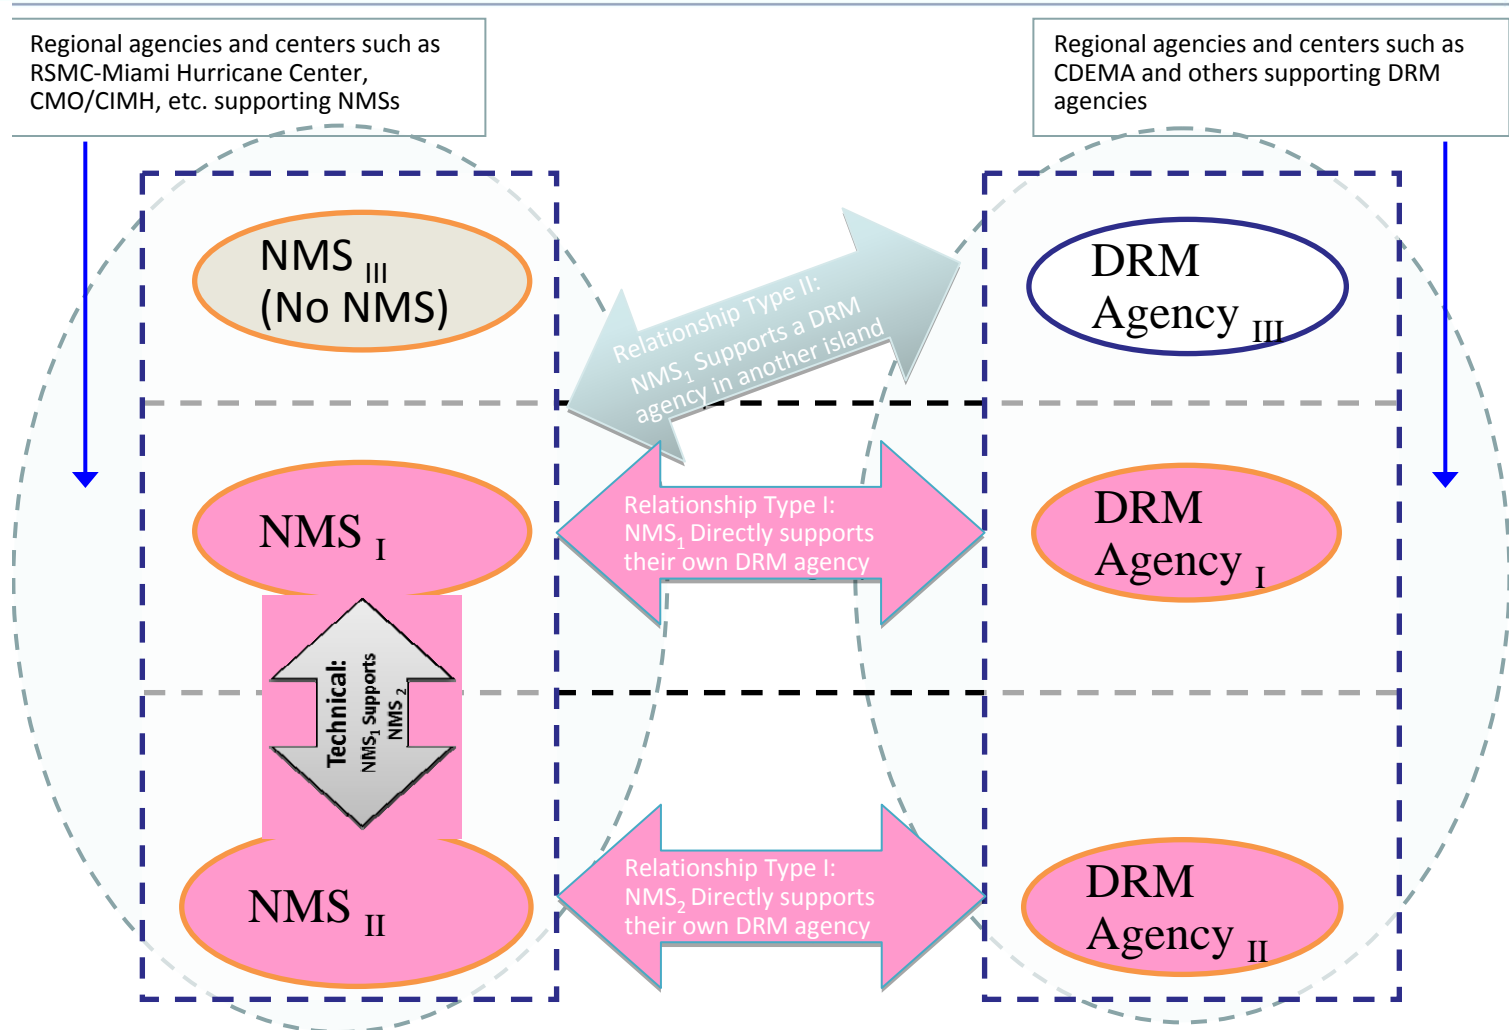 Regional agencies and centers such as
RSMC-Miami Hurricane Center,
CMO/CIMH, etc. supporting NMSs
Regional agencies and centers such as
CDEMA and others supporting DRM
agencies
NMS III
(No NMS)
Relationship Type II:
NMS1 Supports a DRM
agency in another island
DRM
Agency III
NMS I
Relationship Type I:
NMS1 Directly supports
their own DRM agency
DRM
Agency I
Technical:
NMS1 Supports
NMS 2
NMS II
Relationship Type I:
NMS2 Directly supports
their own DRM agency
DRM
Agency II